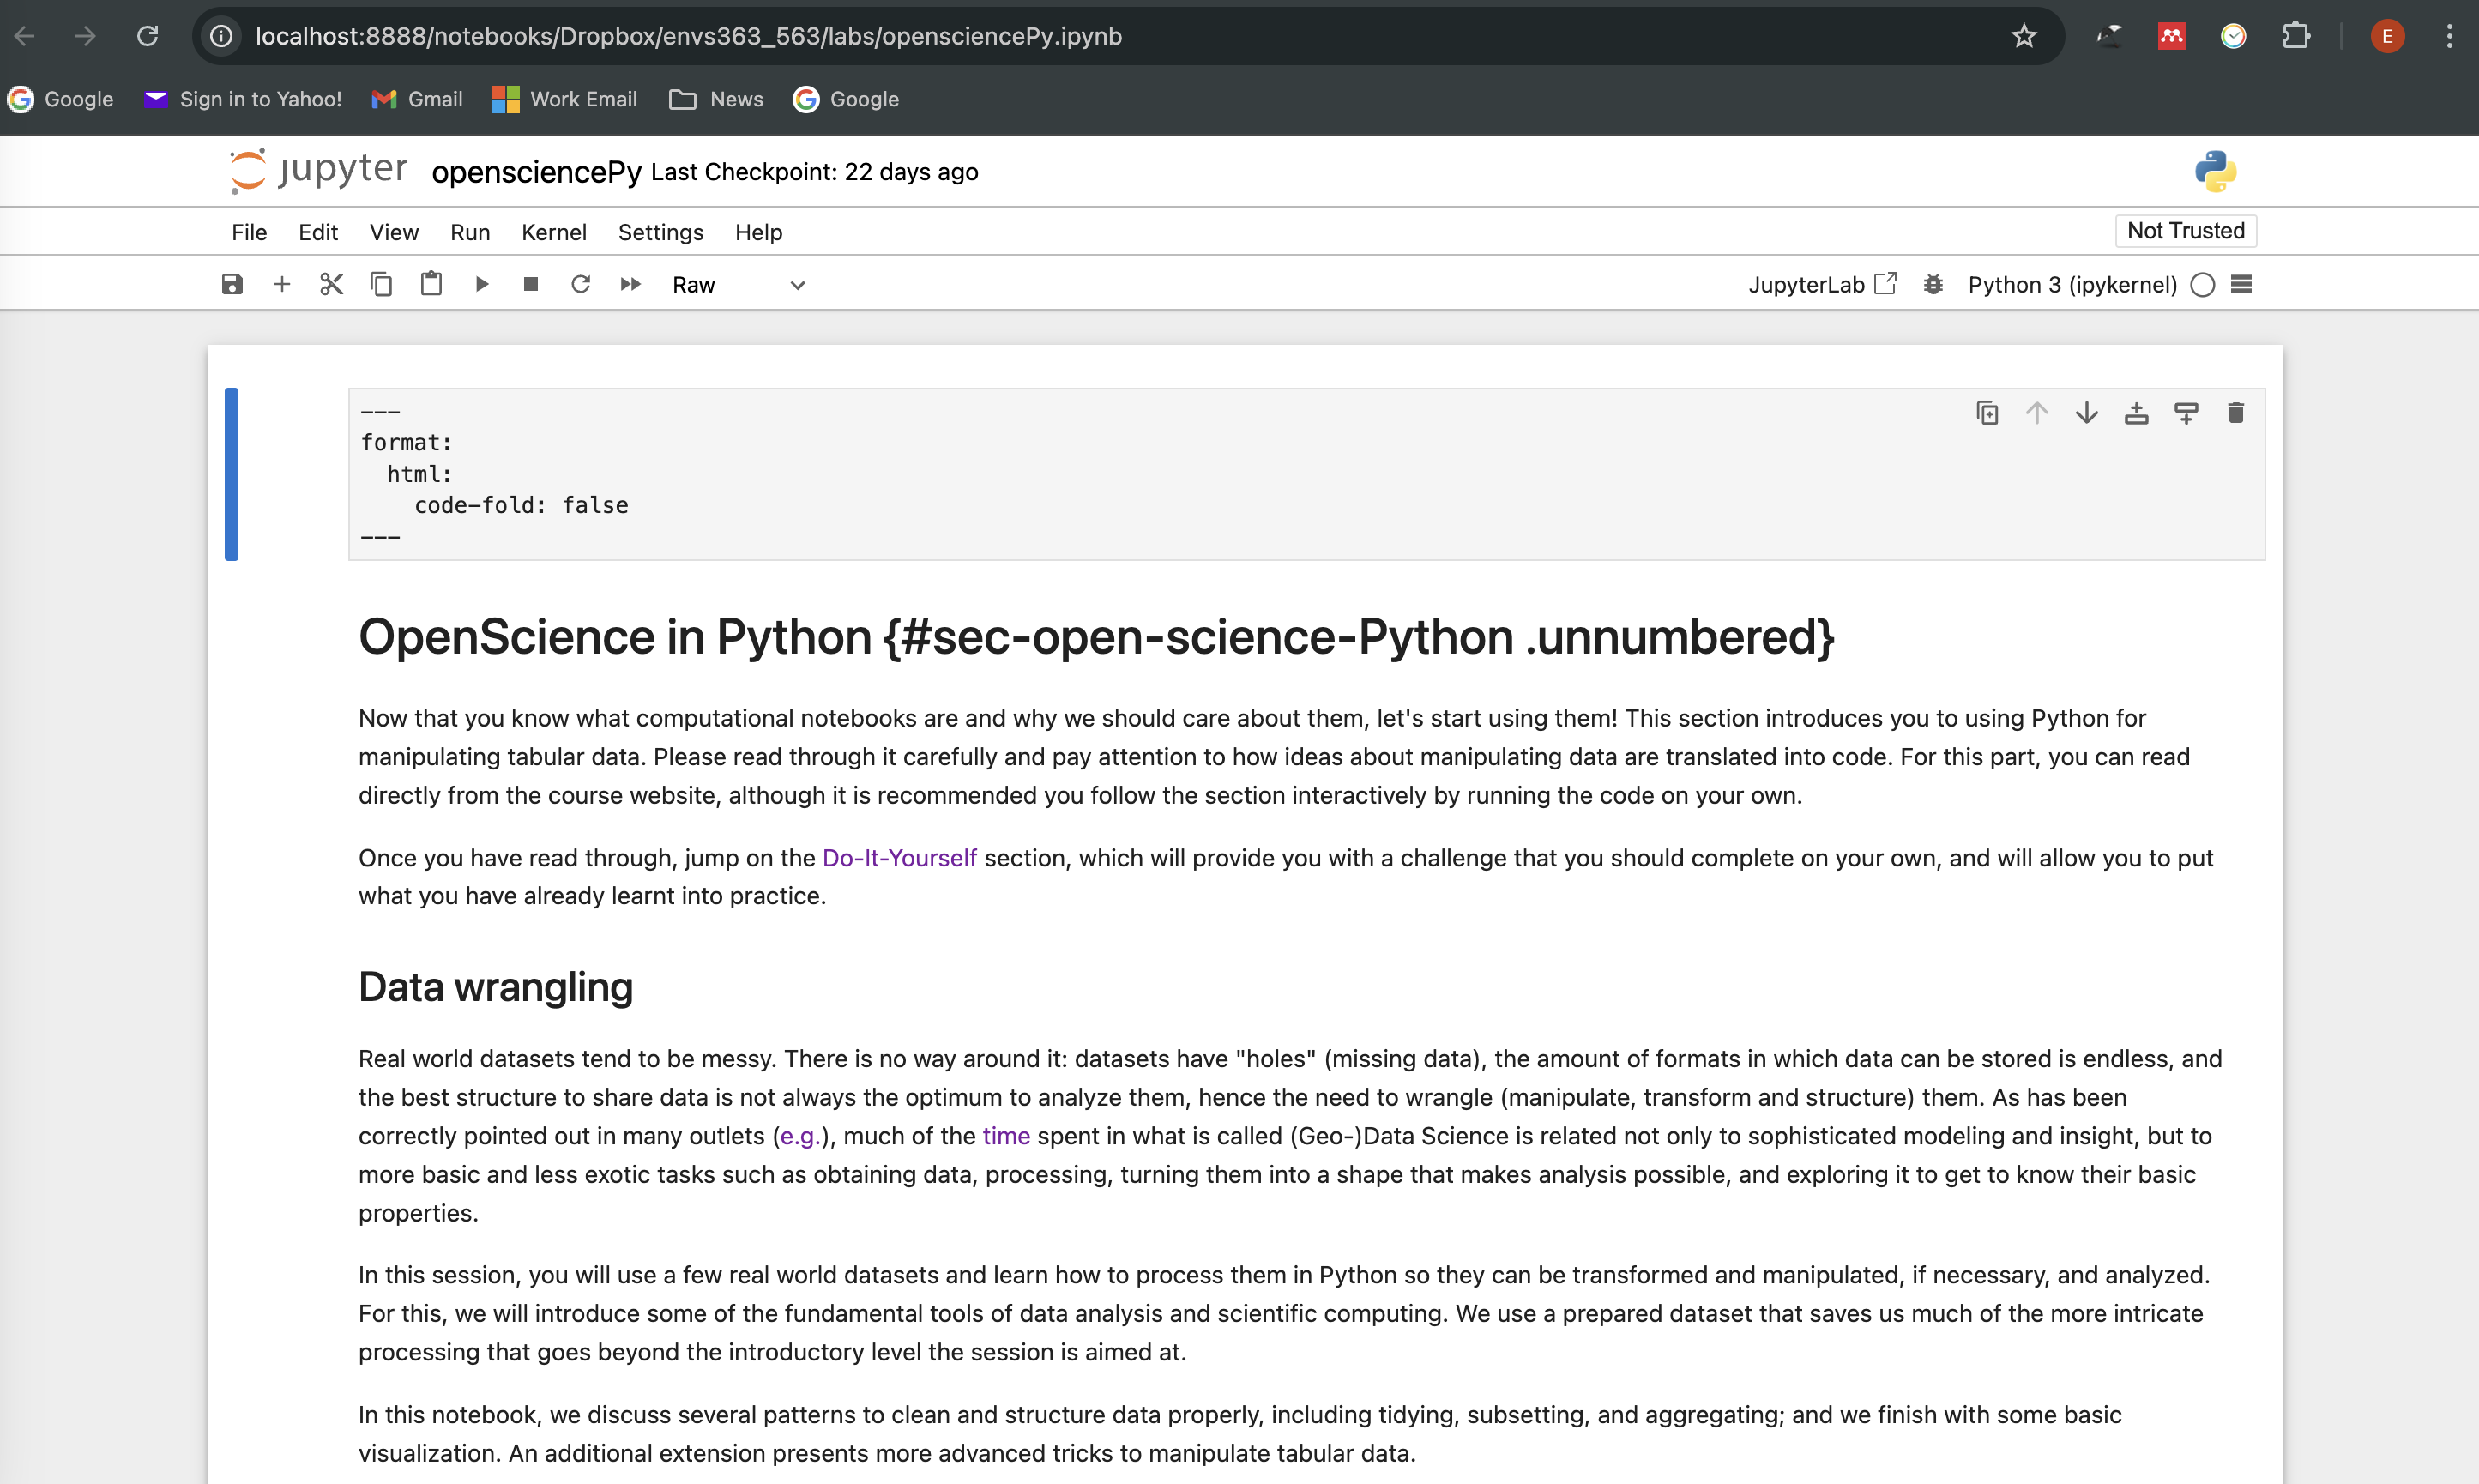 localhost:8888/notebooks/Dropbox/envs363_563/labs/opensciencePy.ipynb
E
Google Sign in to Yahoo! Gmail Work Email News Google
jupyter opensciencePy Last Checkpoint: 22 days ago
File Edit View Run Kernel Settings Help
Not Trusted
Raw
JupyterLab Python 3 (ipykernel)
---
format:
  html:
    code-fold: false
---
OpenScience in Python {#sec-open-science-Python .unnumbered}
Now that you know what computational notebooks are and why we should care about them, let's start using them! This section introduces you to using Python for
manipulating tabular data. Please read through it carefully and pay attention to how ideas about manipulating data are translated into code. For this part, you can read
directly from the course website, although it is recommended you follow the section interactively by running the code on your own.
Once you have read through, jump on the Do-It-Yourself section, which will provide you with a challenge that you should complete on your own, and will allow you to put
what you have already learnt into practice.
Data wrangling
Real world datasets tend to be messy. There is no way around it: datasets have "holes" (missing data), the amount of formats in which data can be stored is endless, and
the best structure to share data is not always the optimum to analyze them, hence the need to wrangle (manipulate, transform and structure) them. As has been
correctly pointed out in many outlets (e.g.), much of the time spent in what is called (Geo-)Data Science is related not only to sophisticated modeling and insight, but to
more basic and less exotic tasks such as obtaining data, processing, turning them into a shape that makes analysis possible, and exploring it to get to know their basic
properties.
In this session, you will use a few real world datasets and learn how to process them in Python so they can be transformed and manipulated, if necessary, and analyzed.
For this, we will introduce some of the fundamental tools of data analysis and scientific computing. We use a prepared dataset that saves us much of the more intricate
processing that goes beyond the introductory level the session is aimed at.
In this notebook, we discuss several patterns to clean and structure data properly, including tidying, subsetting, and aggregating; and we finish with some basic
visualization. An additional extension presents more advanced tricks to manipulate tabular data.